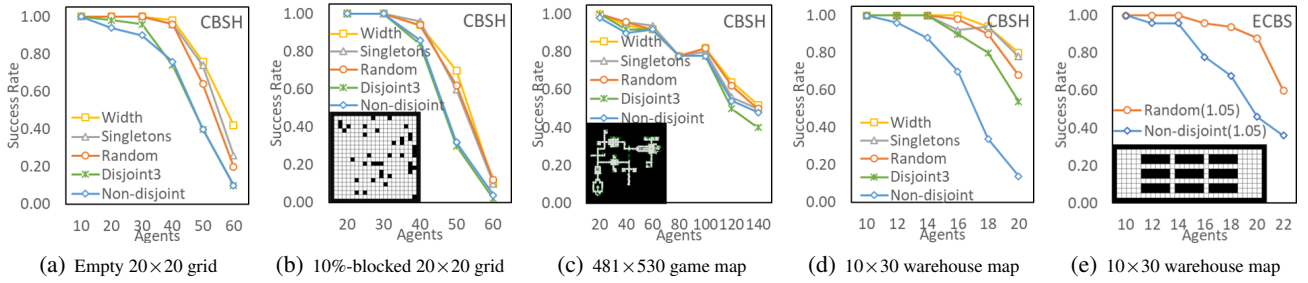 CBSH
Success Rate
1.00
0.80
0.60
0.40
0.20
0.00
Width
Singletons
Random
Disjoint3
Non-disjoint
10 20 30 40 50 60
Agents
(a) Empty 20×20 grid
CBSH
Success Rate
1.00
0.80
0.60
0.40
0.20
0.00
Width
Singletons
Random
Disjoint3
Non-disjoint
20 30 40 50 60
Agents
(b) 10%-blocked 20×20 grid
CBSH
Success Rate
1.00
0.80
0.60
0.40
0.20
0.00
Width
Singletons
Random
Disjoint3
Non-disjoint
20 40 60 80 100 120 140
Agents
(c) 481×530 game map
CBSH
Success Rate
1.00
0.80
0.60
0.40
0.20
0.00
Width
Singletons
Random
Disjoint3
Non-disjoint
10 12 14 16 18 20
Agents
(d) 10×30 warehouse map
ECBS
Success Rate
1.00
0.80
0.60
0.40
0.20
0.00
Random(1.05)
Non-disjoint(1.05)
10 12 14 16 18 20 22
Agents
(e) 10×30 warehouse map